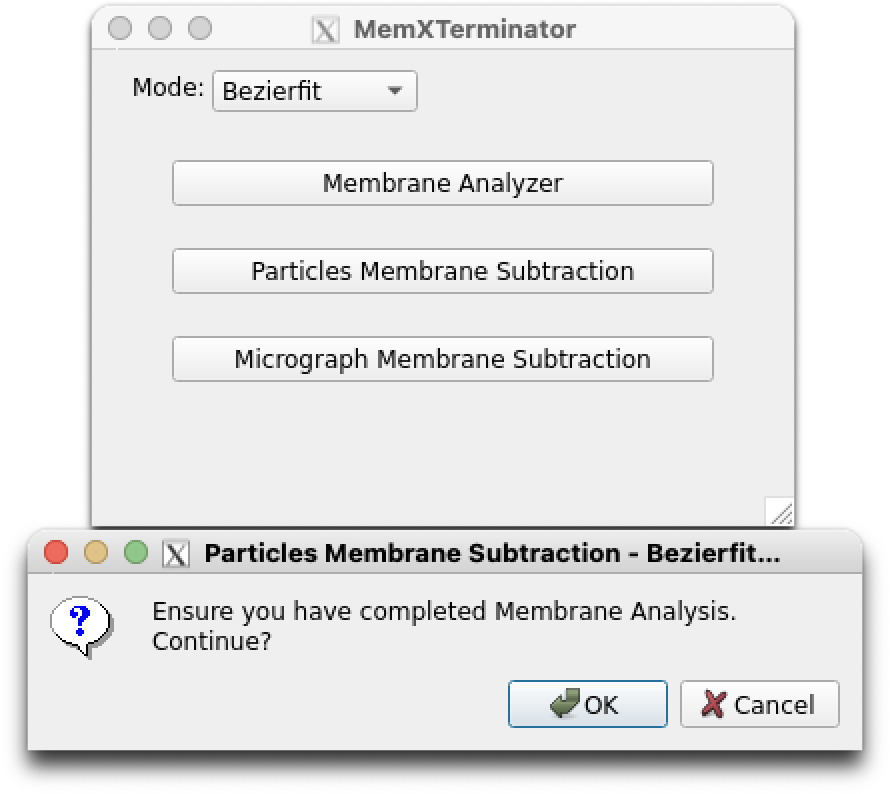 MemXTerminator
Mode: Bezierfit
Membrane Analyzer
Particles Membrane Subtraction
Micrograph Membrane Subtraction
Particles Membrane Subtraction - Bezierfit...
Ensure you have completed Membrane Analysis.
Continue?
OK Cancel